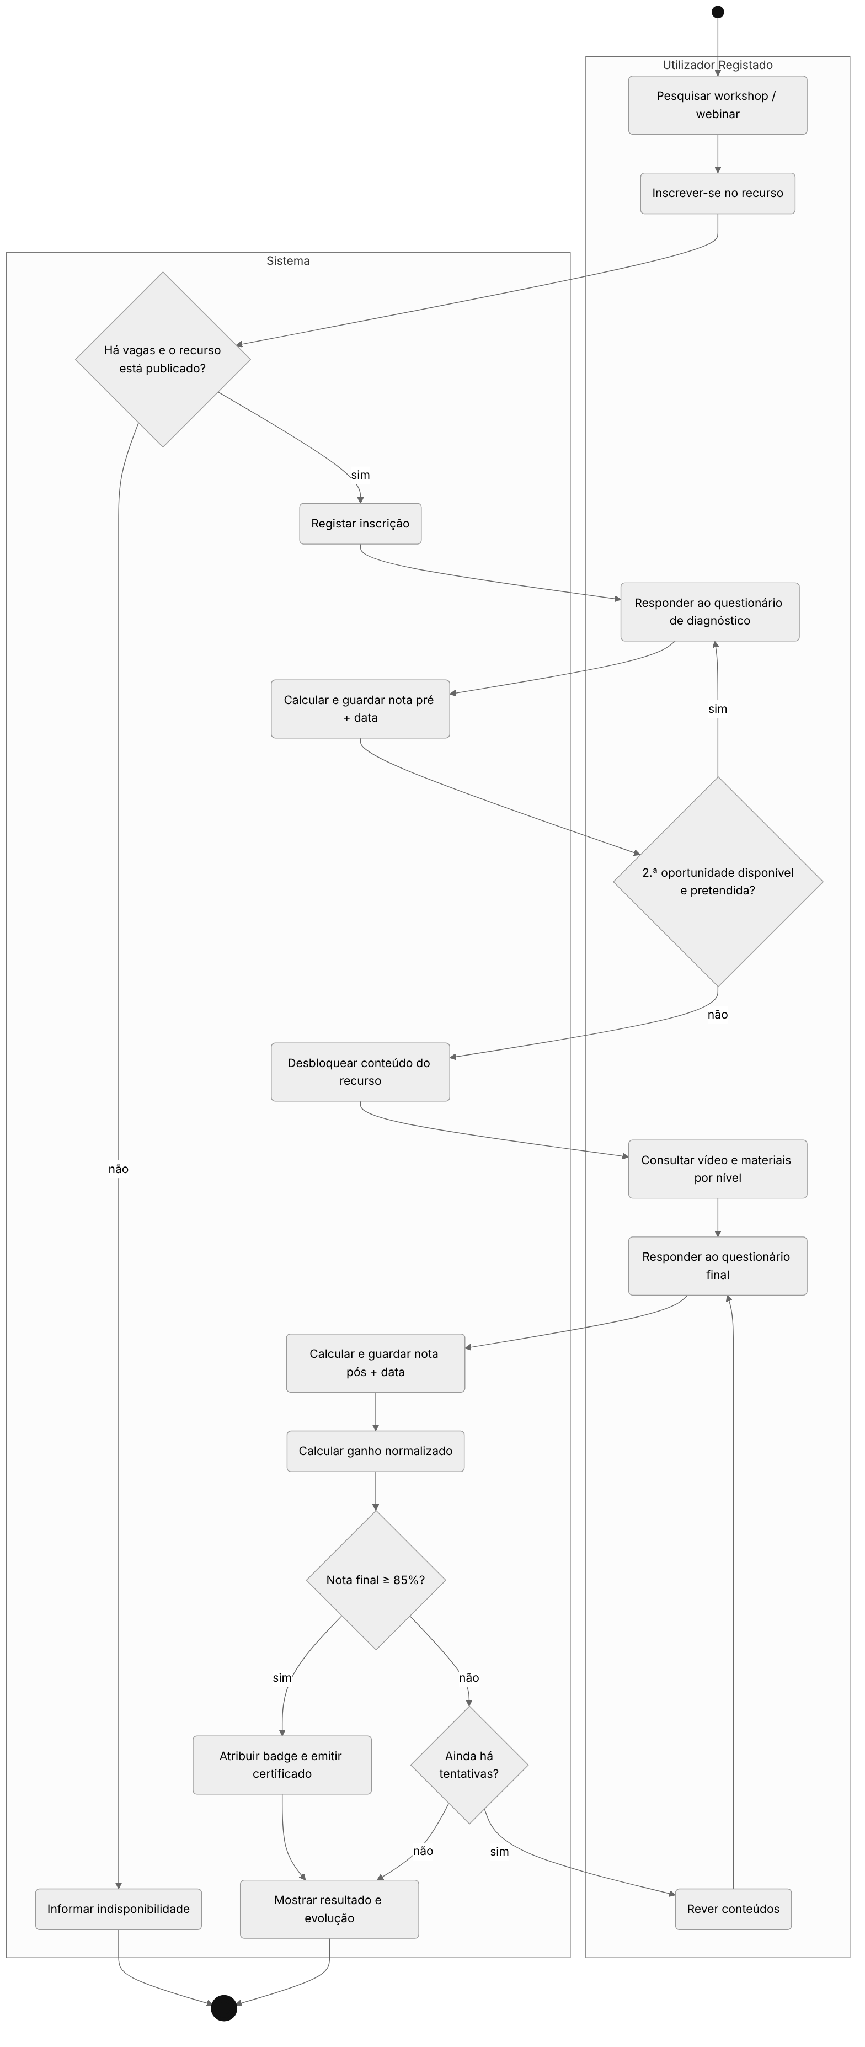 Utilizador Registado
Pesquisar workshop /
webinar
Inscrever-se no recurso
Sistema
Há vagas e o recurso
está publicado?
sim
Registar inscrição
Responder ao questionário
de diagnóstico
Calcular e guardar nota pré
+ data
sim
2.ª oportunidade disponível
e pretendida?
não
Desbloquear conteúdo do
recurso
não
Consultar vídeo e materiais
por nível
Responder ao questionário
final
Calcular e guardar nota
pós + data
Calcular ganho normalizado
Nota final ≥ 85%?
sim
não
Atribuir badge e emitir
certificado
Ainda há
tentativas?
não
sim
Informar indisponibilidade
Mostrar resultado e
evolução
Rever conteúdos